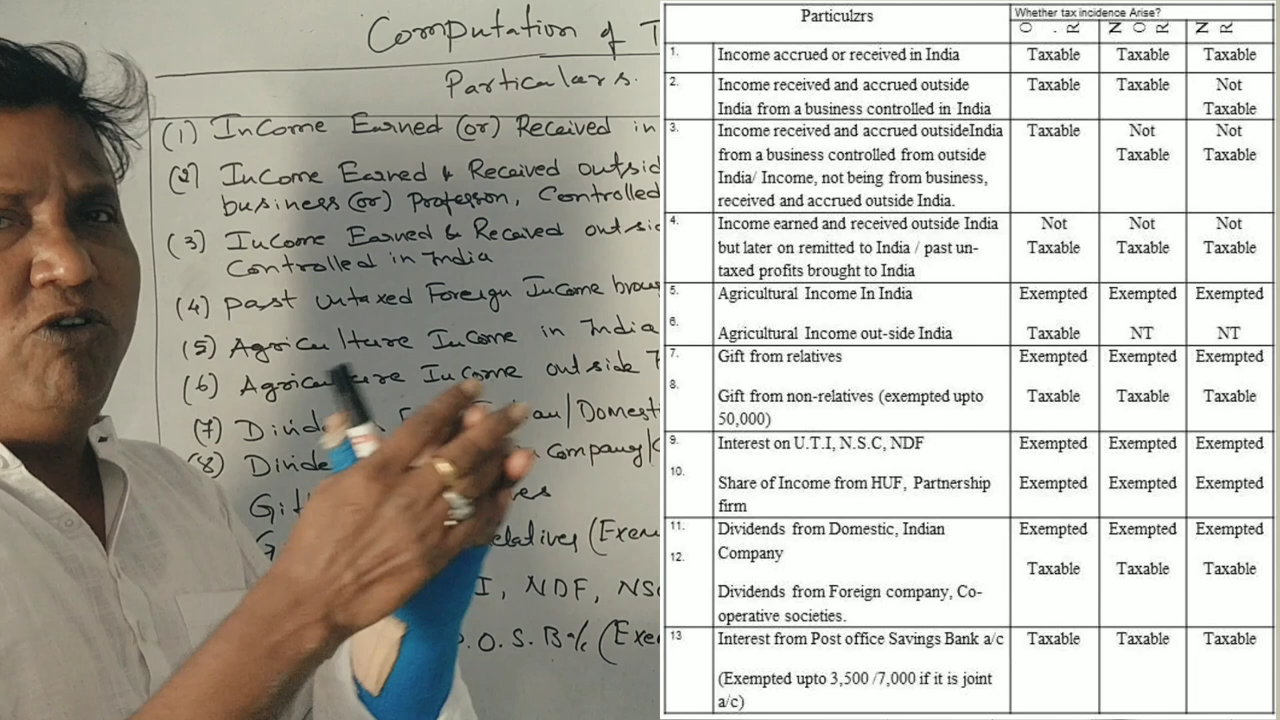 Computation of T
Particulars.
(1) InCome Earned (or) Received in
(2) InCome Earned & Received outsid
business (or) Profession, Controlled
(3) InCome Earned & Received outsid
Controlled in India
(4) past untaxed Foreign InCome brou
(5) Agriculture InCome in India
(6) Agriculture InCome outside
(7) Divide /Domest
(8) Divide Company/
Gif ves
elatives (Exem
I, NDF, NS
P.O.S.B a/c (Exe
Particulzrs
Whether tax incidence Arise?
O . R
N O R
N R
1. Income accrued or received in India Taxable Taxable Taxable
2. Income received and accrued outside Taxable Taxable Not
India from a business controlled in India Taxable
3. Income received and accrued outsideIndia Taxable Not Not
from a business controlled from outside Taxable Taxable
India/ Income, not being from business,
received and accrued outside India.
4. Income earned and received outside India Not Not Not
but later on remitted to India / past un- Taxable Taxable Taxable
taxed profits brought to India
5. Agricultural Income In India Exempted Exempted Exempted
6. Agricultural Income out-side India Taxable NT NT
7. Gift from relatives Exempted Exempted Exempted
8. Gift from non-relatives (exempted upto Taxable Taxable Taxable
50,000)
9. Interest on U.T.I, N.S.C, NDF Exempted Exempted Exempted
10. Share of Income from HUF, Partnership Exempted Exempted Exempted
firm
11. Dividends from Domestic, Indian Exempted Exempted Exempted
Company
12. Taxable Taxable Taxable
Dividends from Foreign company, Co-
operative societies.
13 Interest from Post office Savings Bank a/c Taxable Taxable Taxable
(Exempted upto 3,500 /7,000 if it is joint
a/c)